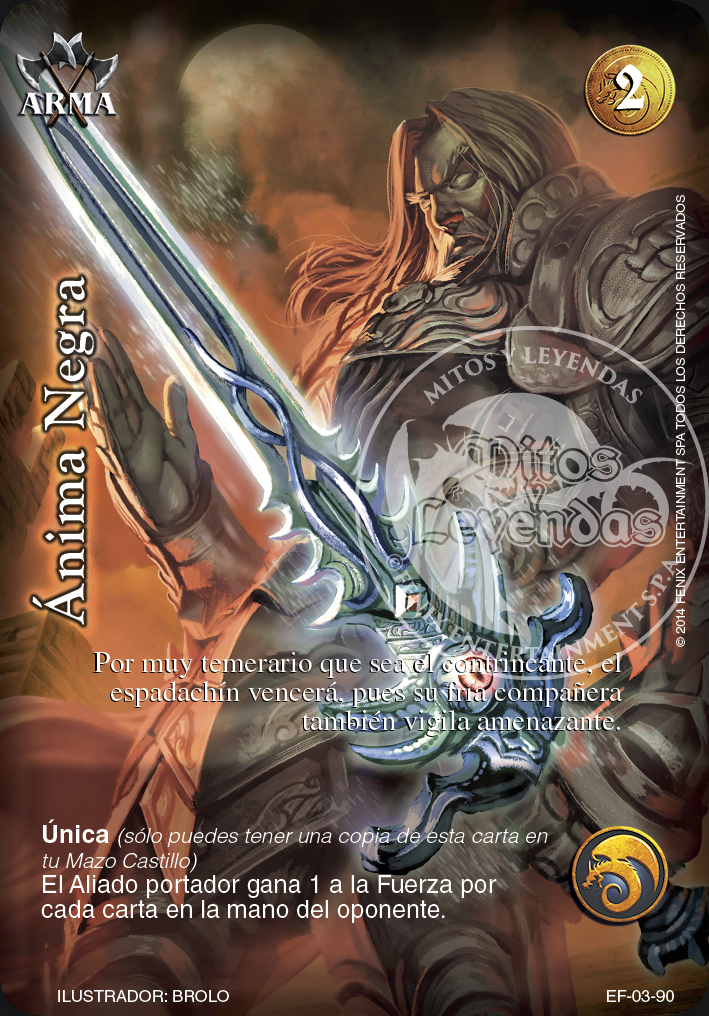 ARMA
2
Ánima Negra
MITOS Y LEYENDAS
Mitos
y
Leyendas
ENTERTAINMENT S.P.A
© 2014 FENIX ENTERTAINMENT SPA TODOS LOS DERECHOS RESERVADOS
Por muy temerario que sea el contrincante, el
espadachín vencerá, pues su fría compañera
también vigila amenazante.
Única (sólo puedes tener una copia de esta carta en
tu Mazo Castillo)
El Aliado portador gana 1 a la Fuerza por
cada carta en la mano del oponente.
ILUSTRADOR: BROLO
EF-03-90